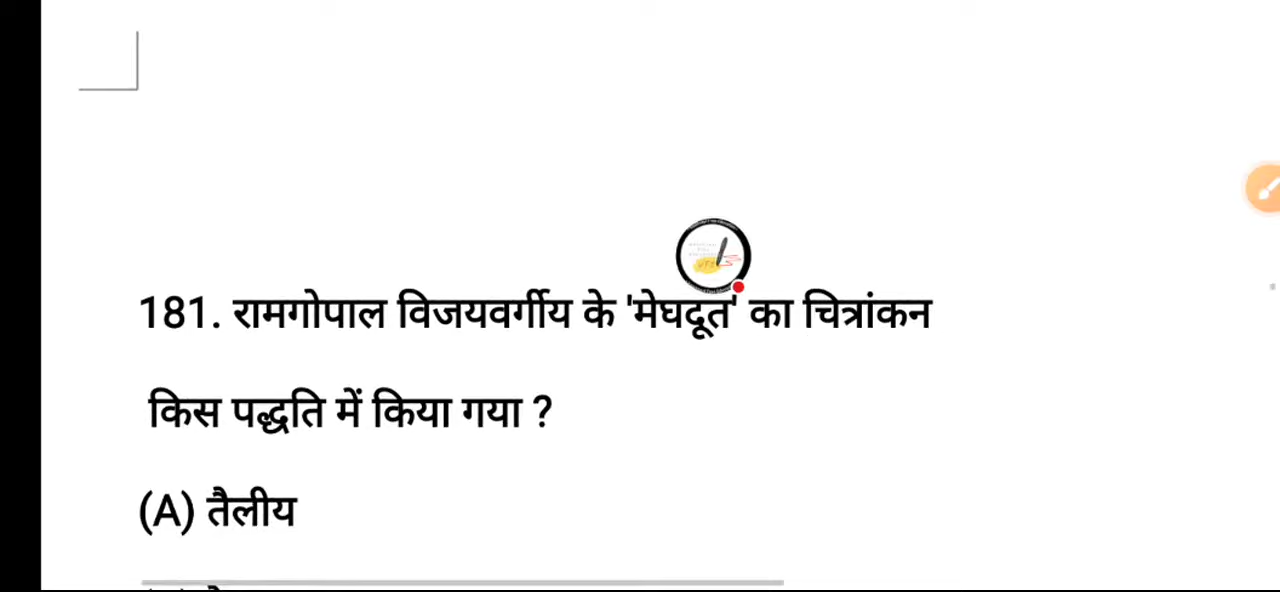 181. रामगोपाल विजयवर्गीय के 'मेघदूत' का चित्रांकन
किस पद्धति में किया गया ?
(A) तैलीय